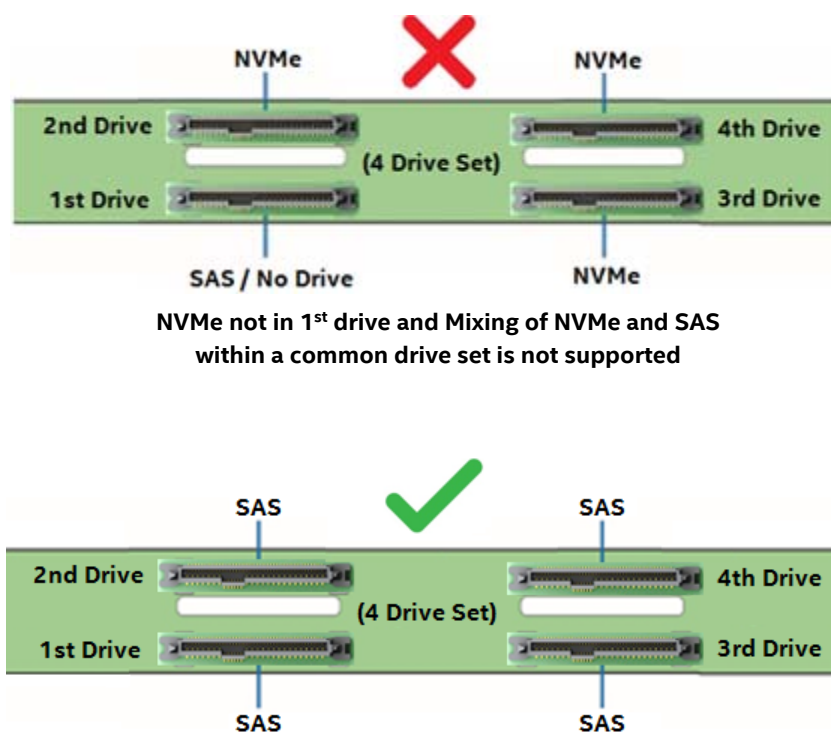 NVMe NVMe
2nd Drive 4th Drive
(4 Drive Set)
1st Drive 3rd Drive
SAS / No Drive NVMe
NVMe not in 1st drive and Mixing of NVMe and SAS
within a common drive set is not supported
SAS SAS
2nd Drive 4th Drive
(4 Drive Set)
1st Drive 3rd Drive
SAS SAS